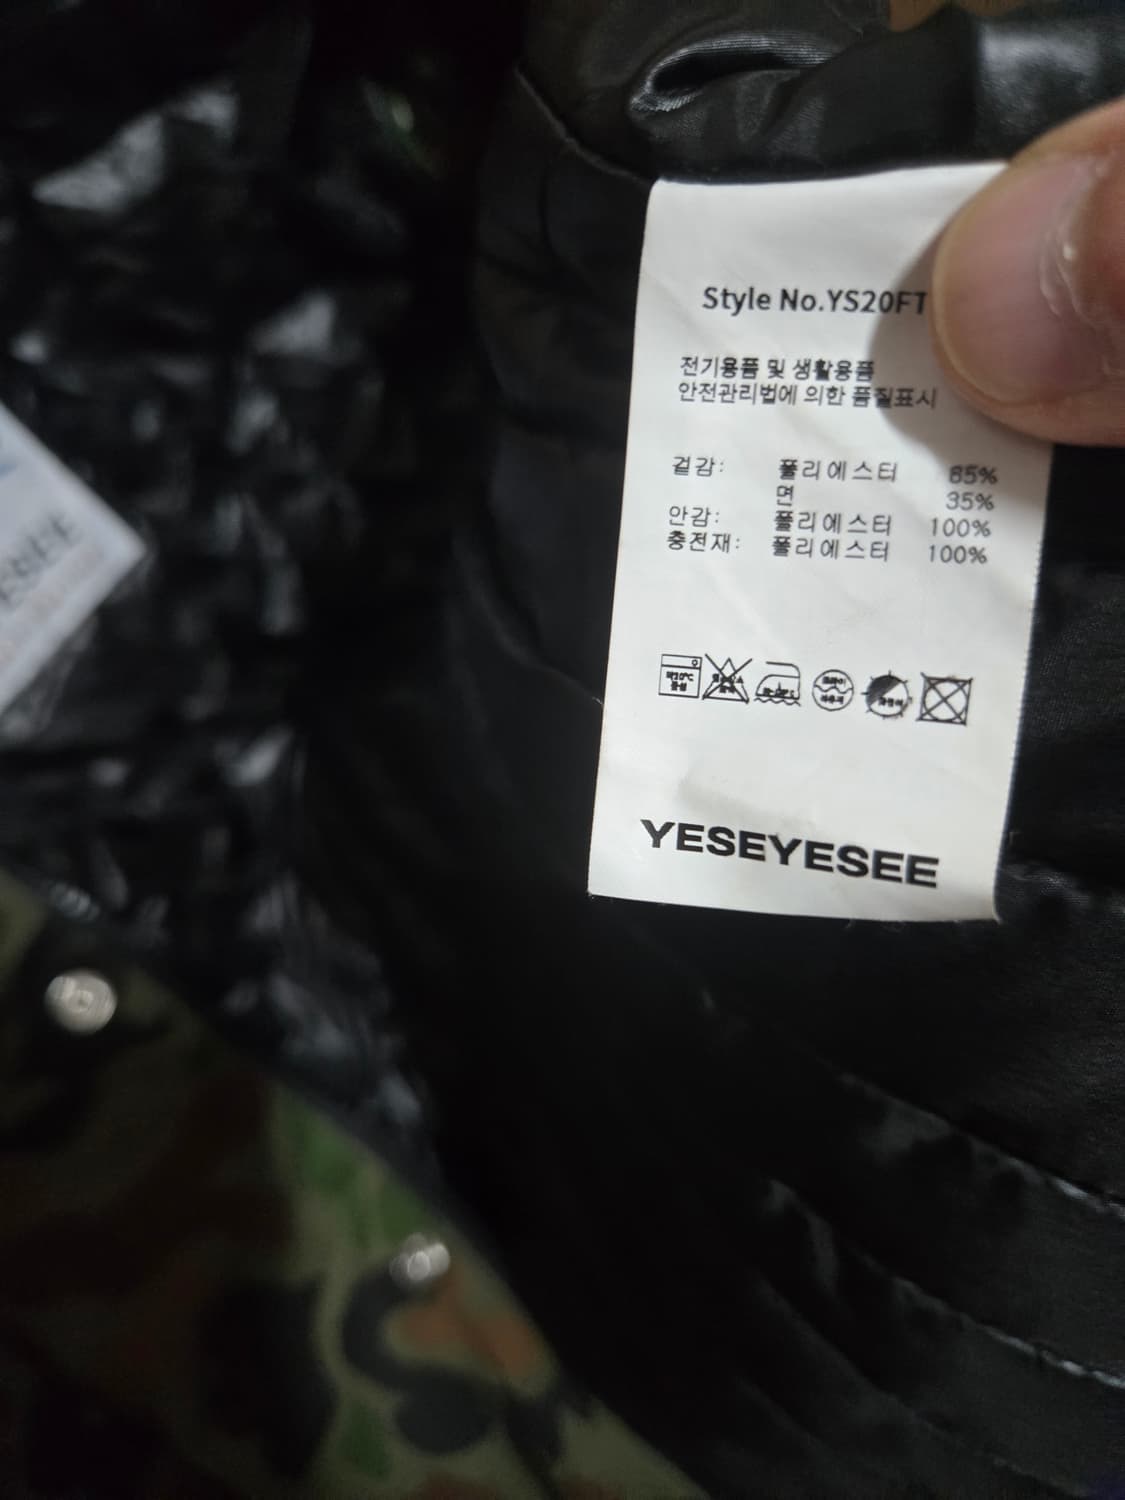 Style No.YS20FT
전기용품 및 생활용품
안전관리법에 의한 품질표시
겉감: 폴리에스터 65%
면 35%
안감: 폴리에스터 100%
충전재: 폴리에스터 100%
YESEYESEE
ESEE